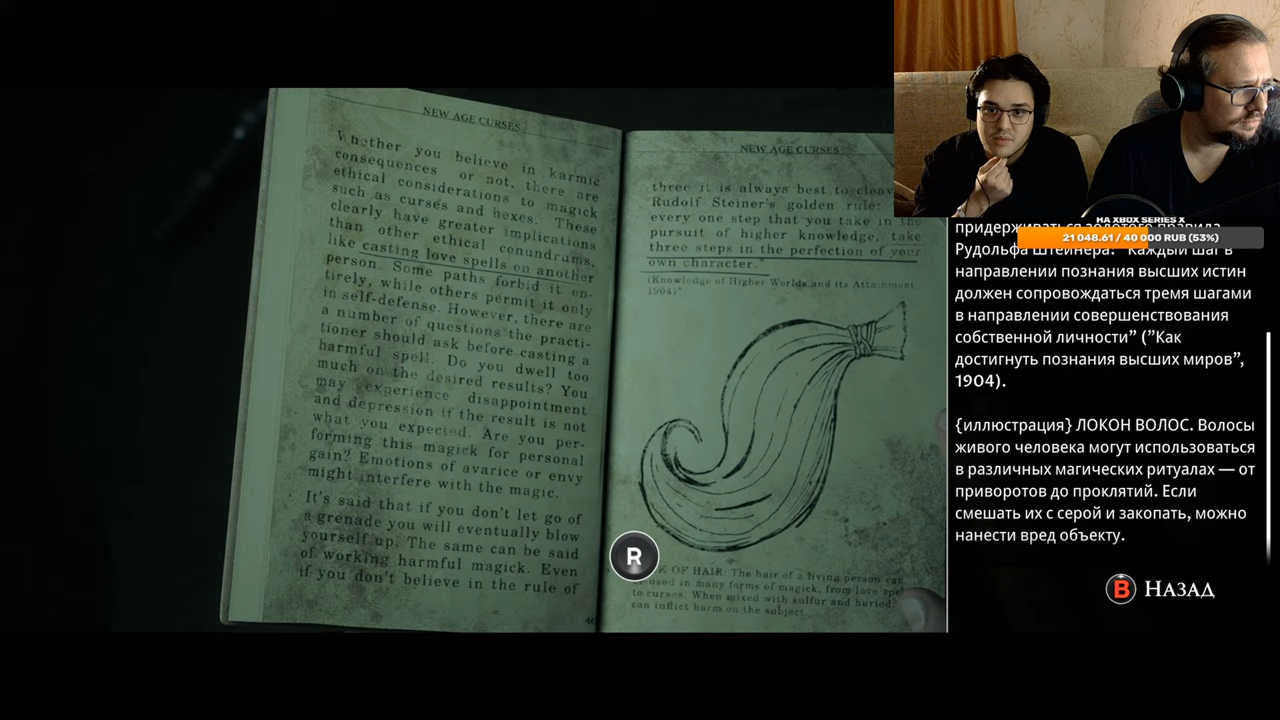 NEW AGE CURSES
Whether you believe in karmic
consequences or not, there are
ethical considerations to magick
such as curses and hexes. These
clearly have greater implications
than other ethical conundrums,
like casting love spells on another
person. Some paths forbid it en-
tirely, while others permit it only
in self-defense. However, there are
a number of questions the practi-
tioner should ask before casting a
harmful spell. Do you dwell too
much on the desired results? You
may experience disappointment
and depression if the result is not
what you expected. Are you per-
forming this magick for personal
gain? Emotions of avarice or envy
might interfere with the magic.
It's said that if you don't let go of
a grenade you will eventually blow
yourself up. The same can be said
of working harmful magick. Even
if you don't believe in the rule of
NEW AGE CURSES
three it is always best to cleav
Rudolf Steiner's golden rule:
every one step that you take in the
pursuit of higher knowledge, take
three steps in the perfection of your
own character."
(Knowledge of Higher Worlds and its Attainment
1904)"
R
K OF HAIR: The hair of a living person can
used in many forms of magick, from love spe
to curses. When mixed with sulfur and buried,
can inflict harm on the subject.
НА XBOX SERIES X
21 048.61 / 40 000 RUB (53%)
придерживаться золотого правила
Рудольфа Штейнера: "Каждый шаг в
направлении познания высших истин
должен сопровождаться тремя шагами
в направлении совершенствования
собственной личности" ("Как
достигнуть познания высших миров",
1904).
{иллюстрация} ЛОКОН ВОЛОС. Волосы
живого человека могут использоваться
в различных магических ритуалах — от
приворотов до проклятий. Если
смешать их с серой и закопать, можно
нанести вред объекту.
B Назад